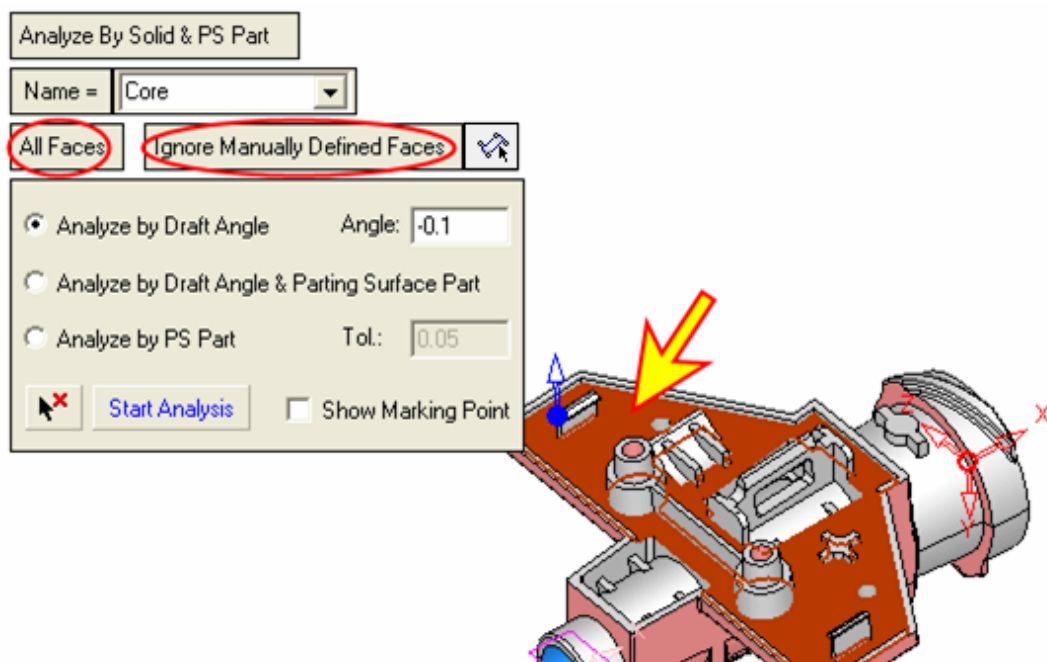 Analyze By Solid & PS Part
Name = Core
All Faces Ignore Manually Defined Faces
Analyze by Draft Angle Angle: -0.1
Analyze by Draft Angle & Parting Surface Part
Analyze by PS Part Tol.: 0.05
Start Analysis Show Marking Point
Z
X
Y